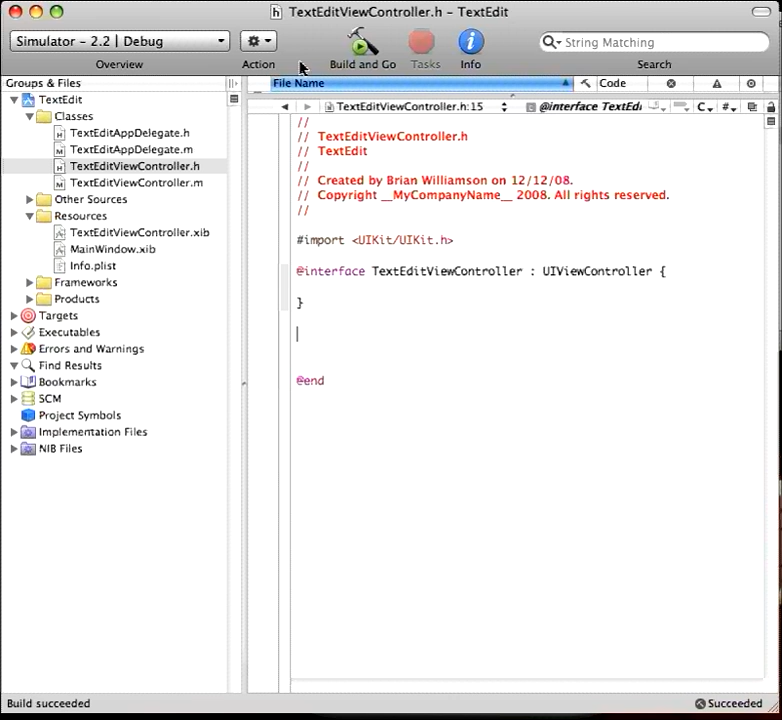 TextEditViewController.h – TextEdit
Simulator – 2.2 | Debug
String Matching
Overview
Action
Build and Go
Tasks
Info
Search
Groups & Files
File Name
Code
TextEdit
Classes
TextEditAppDelegate.h
TextEditAppDelegate.m
TextEditViewController.h
TextEditViewController.m
Other Sources
Resources
TextEditViewController.xib
MainWindow.xib
Info.plist
Frameworks
Products
Targets
Executables
Errors and Warnings
Find Results
Bookmarks
SCM
Project Symbols
Implementation Files
NIB Files
TextEditViewController.h:15
@interface TextEdi
C
#
//
// TextEditViewController.h
// TextEdit
//
// Created by Brian Williamson on 12/12/08.
// Copyright __MyCompanyName__ 2008. All rights reserved.
//
#import <UIKit/UIKit.h>
@interface TextEditViewController : UIViewController {
}
@end
Build succeeded
Succeeded